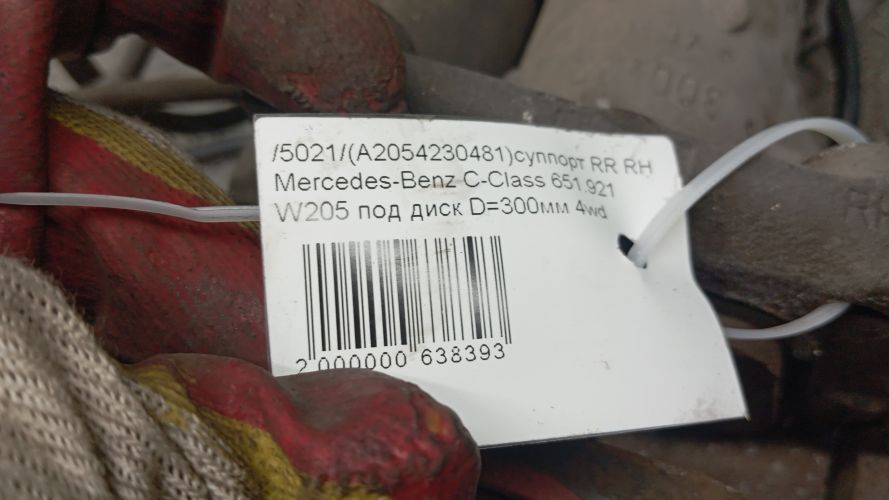 /5021/(A2054230481)суппорт RR RH
Mercedes-Benz C-Class 651.921
W205 под диск D=300мм 4wd
2 000000 638393